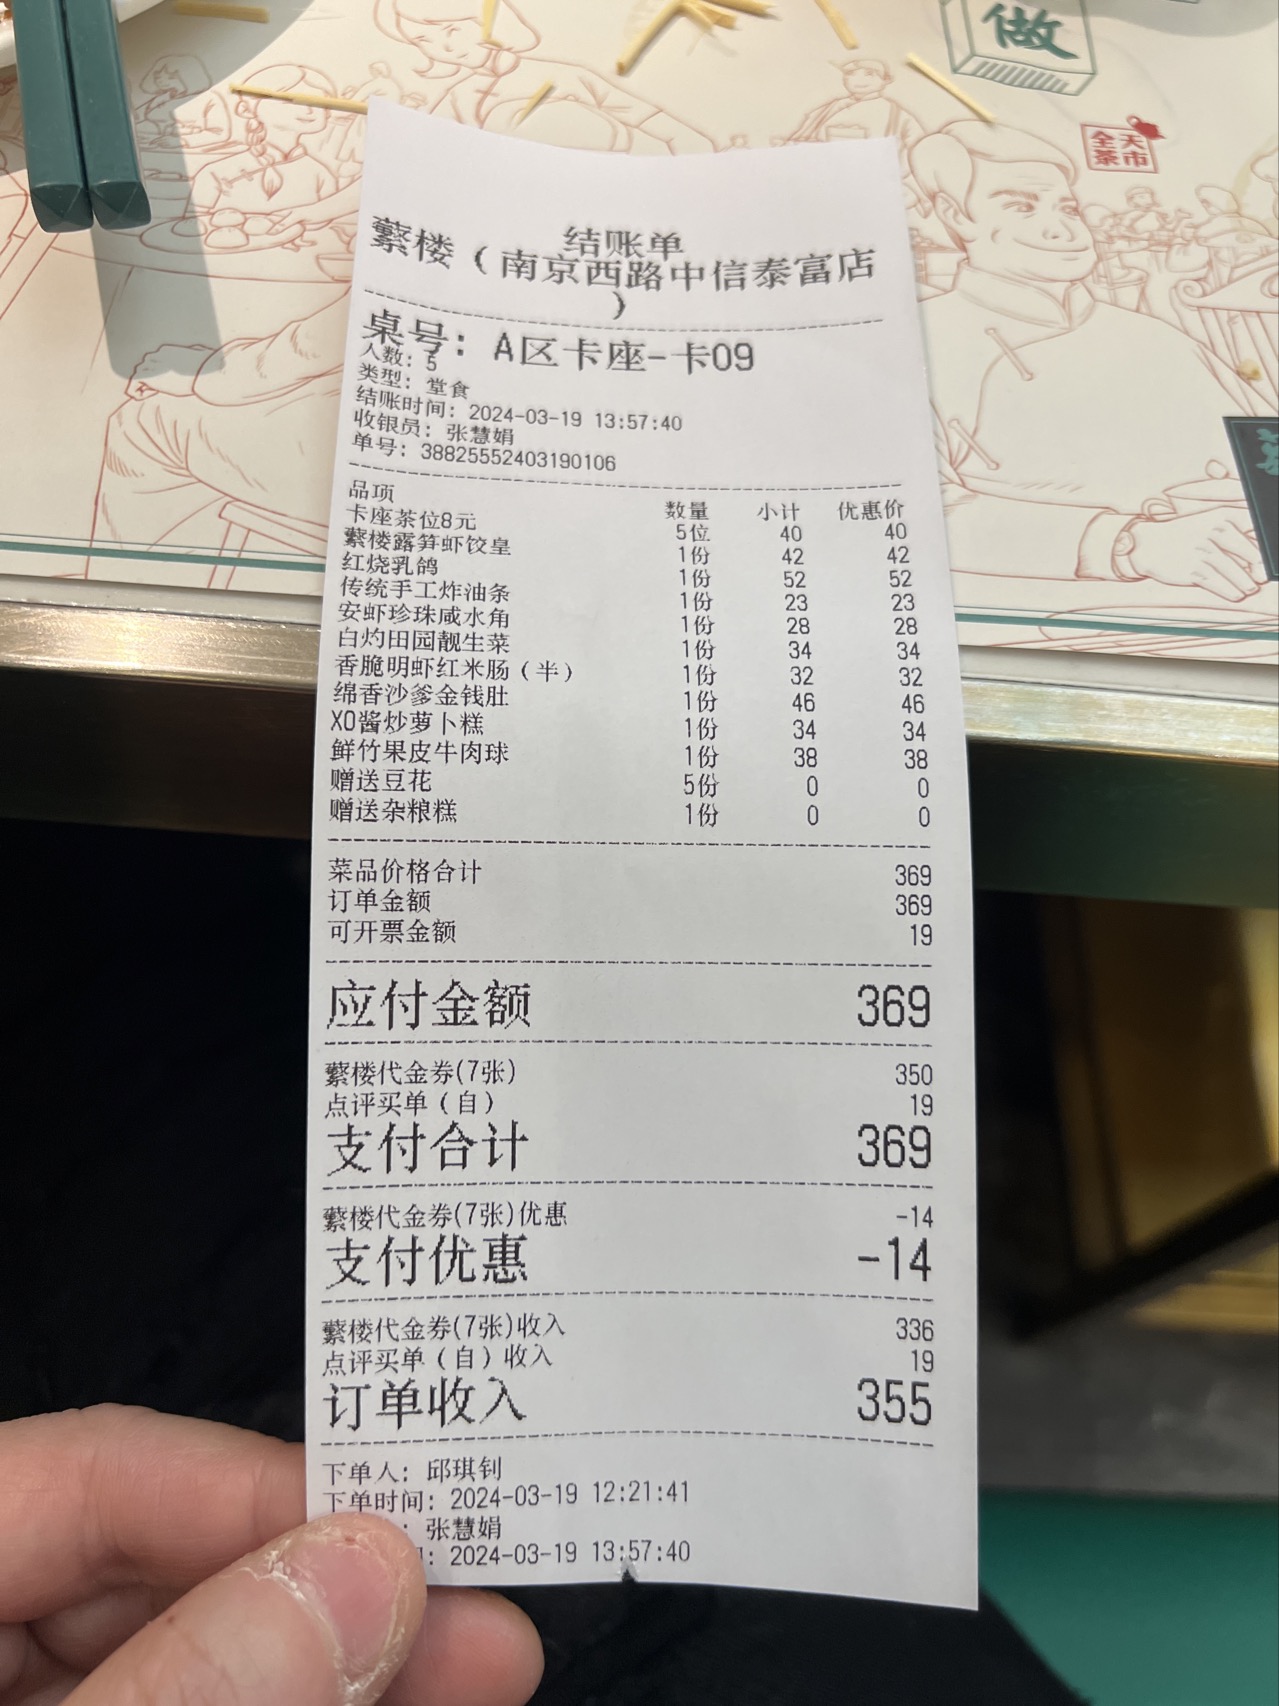 做
全天
茶市
结账单
蘩楼（南京西路中信泰富店
）
桌号：A区卡座-卡09
人数：5
类型：堂食
结账时间：2024-03-19 13:57:40
收银员：张慧娟
单号：38825552403190106
品项 数量 小计 优惠价
卡座茶位8元 5位 40 40
蘩楼露笋虾饺皇 1份 42 42
红烧乳鸽 1份 52 52
传统手工炸油条 1份 23 23
安虾珍珠咸水角 1份 28 28
白灼田园靓生菜 1份 34 34
香脆明虾红米肠（半） 1份 32 32
绵香沙爹金钱肚 1份 46 46
XO酱炒萝卜糕 1份 34 34
鲜竹果皮牛肉球 1份 38 38
赠送豆花 5份 0 0
赠送杂粮糕 1份 0 0
菜品价格合计 369
订单金额 369
可开票金额 19
应付金额 369
蘩楼代金券(7张) 350
点评买单（自） 19
支付合计 369
蘩楼代金券(7张)优惠 -14
支付优惠 -14
蘩楼代金券(7张)收入 336
点评买单（自）收入 19
订单收入 355
下单人：邱琪钊
下单时间：2024-03-19 12:21:41
：张慧娟
：2024-03-19 13:57:40